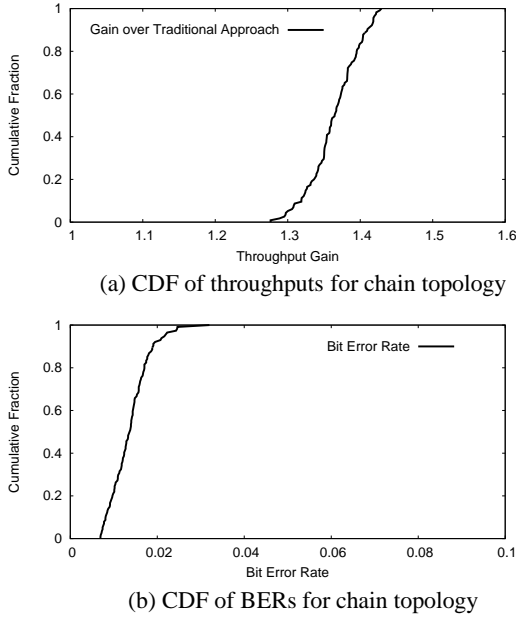 1
0.8
0.6
0.4
0.2
0
Cumulative Fraction
Gain over Traditional Approach
1 1.1 1.2 1.3 1.4 1.5 1.6
Throughput Gain
(a) CDF of throughputs for chain topology
1
0.8
0.6
0.4
0.2
0
Cumulative Fraction
Bit Error Rate
0 0.02 0.04 0.06 0.08 0.1
Bit Error Rate
(b) CDF of BERs for chain topology